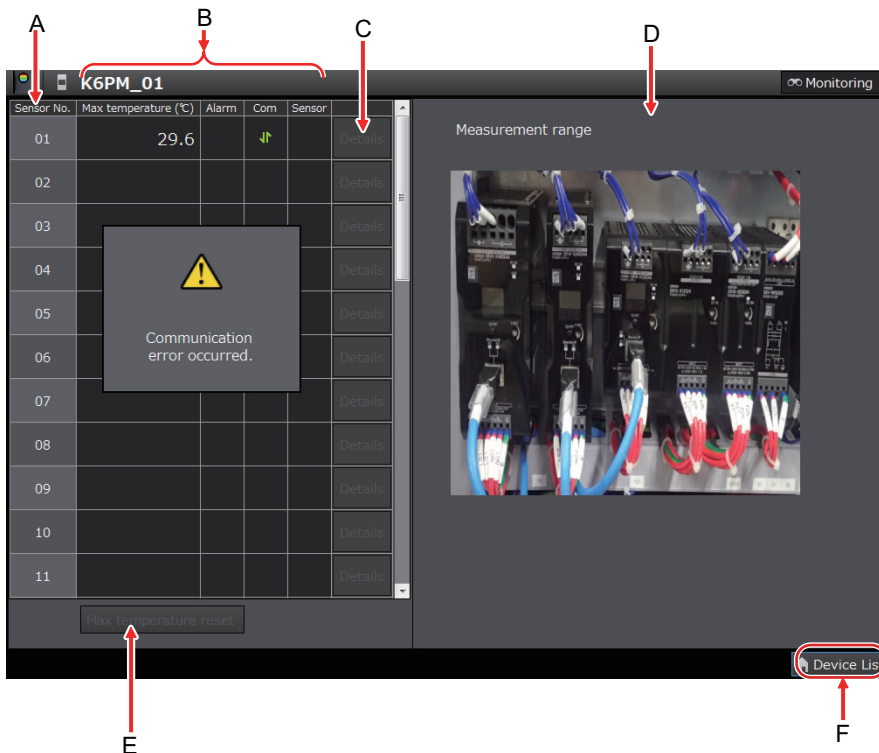 A
B
C
D
K6PM_01
Monitoring
Sensor No. Max temperature (℃) Alarm Com Sensor
01 29.6 Details
Measurement range
02 Details
03 Details
04 Details
05 Details
Communication
error occurred.
06 Details
07 Details
08 Details
09 Details
10 Details
11 Details
Max temperature reset
Device Lis
E
F